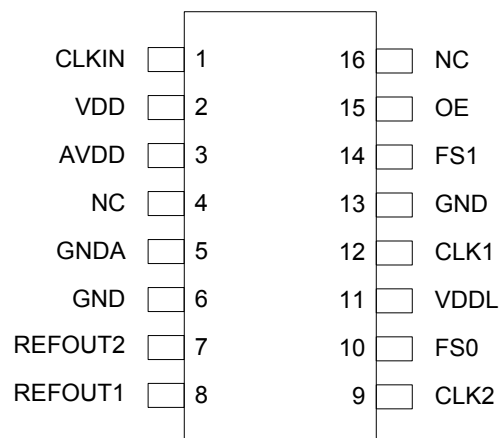 CLKIN 1 16 NC
VDD 2 15 OE
AVDD 3 14 FS1
NC 4 13 GND
GNDA 5 12 CLK1
GND 6 11 VDDL
REFOUT2 7 10 FS0
REFOUT1 8 9 CLK2